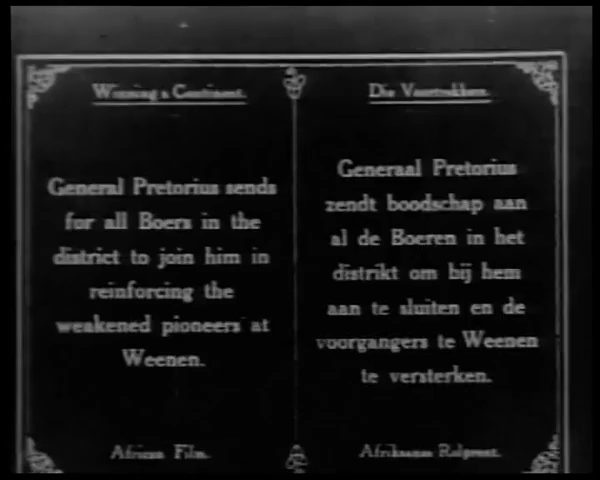 Winning a Continent.
General Pretorius sends
for all Boers in the
district to join him in
reinforcing the
weakened pioneers at
Weenen.
African Film.
Die Voortrekkers.
Generaal Pretorius
zendt boodschap aan
al de Boeren in het
distrikt om bij hem
aan te sluiten en de
voorgangers te Weenen
te versterken.
Afrikaanse Rolprent.